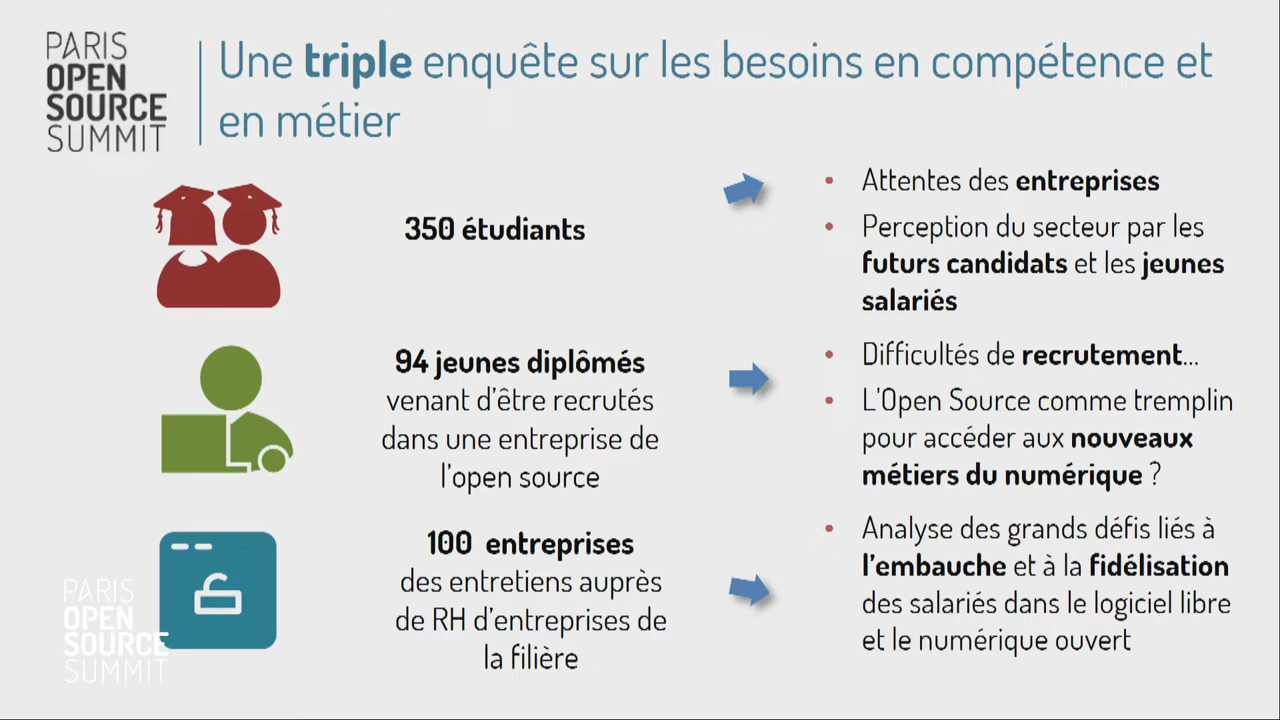 PARIS
OPEN
SOURCE
SUMMIT
Une triple enquête sur les besoins en compétence et
en métier
350 étudiants
94 jeunes diplômés
venant d'être recrutés
dans une entreprise de
l'open source
100 entreprises
des entretiens auprès
de RH d'entreprises de
la filière
• Attentes des entreprises
• Perception du secteur par les
futurs candidats et les jeunes
salariés
• Difficultés de recrutement...
• L'Open Source comme tremplin
pour accéder aux nouveaux
métiers du numérique ?
• Analyse des grands défis liés à
l'embauche et à la fidélisation
des salariés dans le logiciel libre
et le numérique ouvert
PARIS
OPEN
SOURCE
SUMMIT